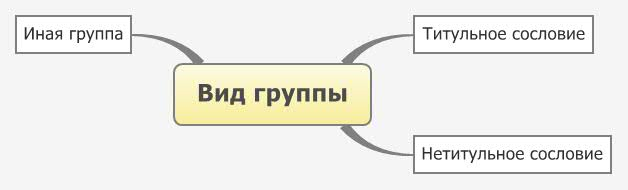 Иная группа
Титульное сословие
Вид группы
Нетитульное сословие